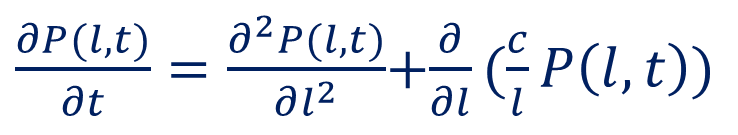 ∂P(l,t)/∂t = ∂²P(l,t)/∂l² + ∂/∂l (c/l P(l,t))